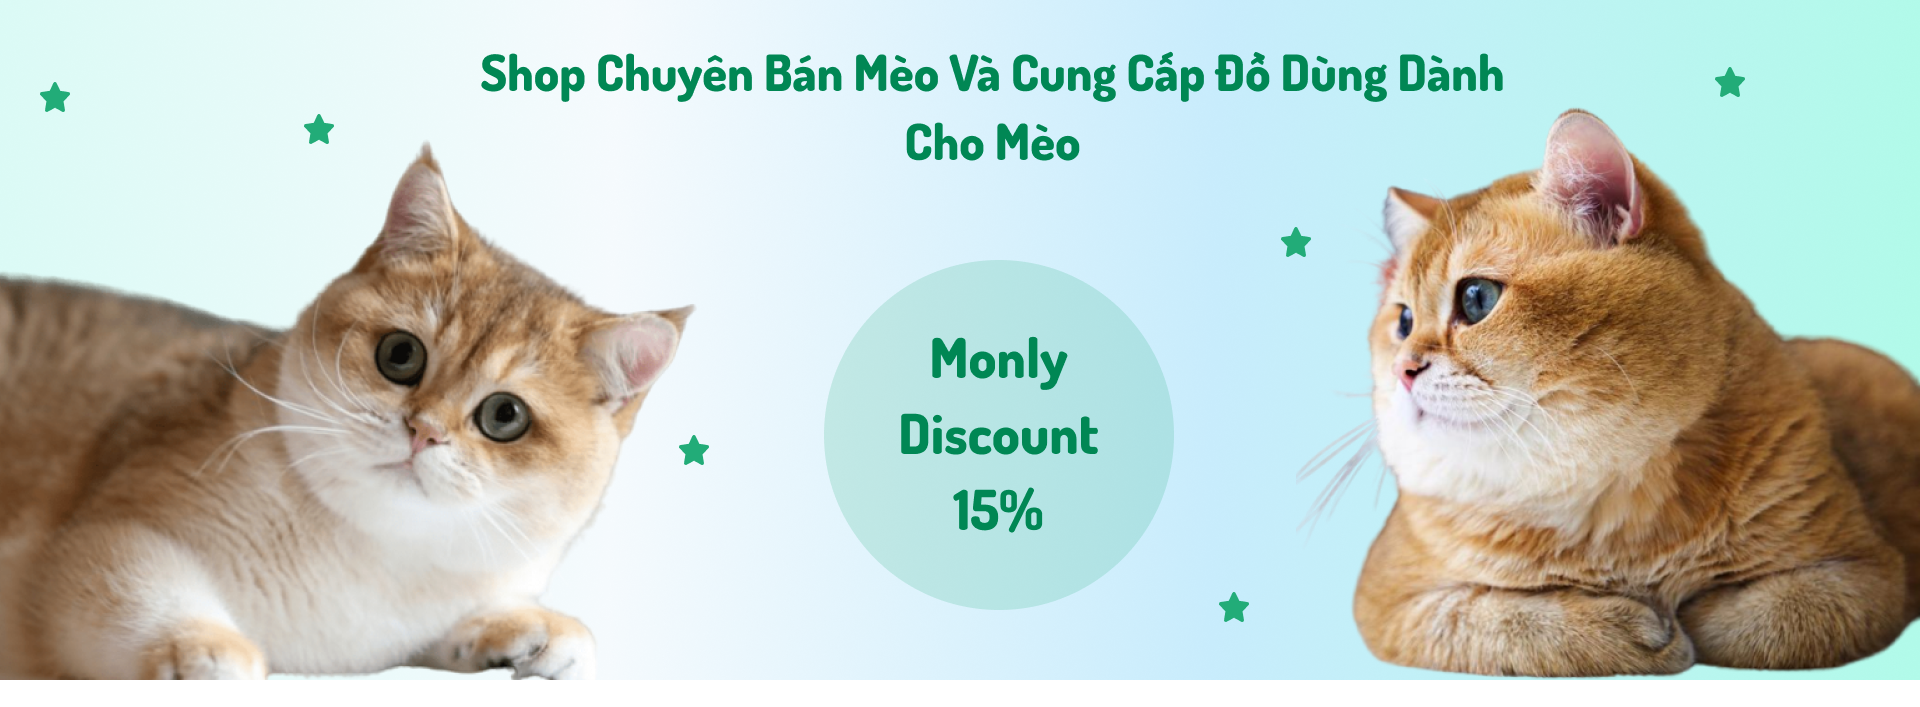 Shop Chuyên Bán Mèo Và Cung Cấp Đồ Dùng Dành
Cho Mèo
Monly
Discount
15%